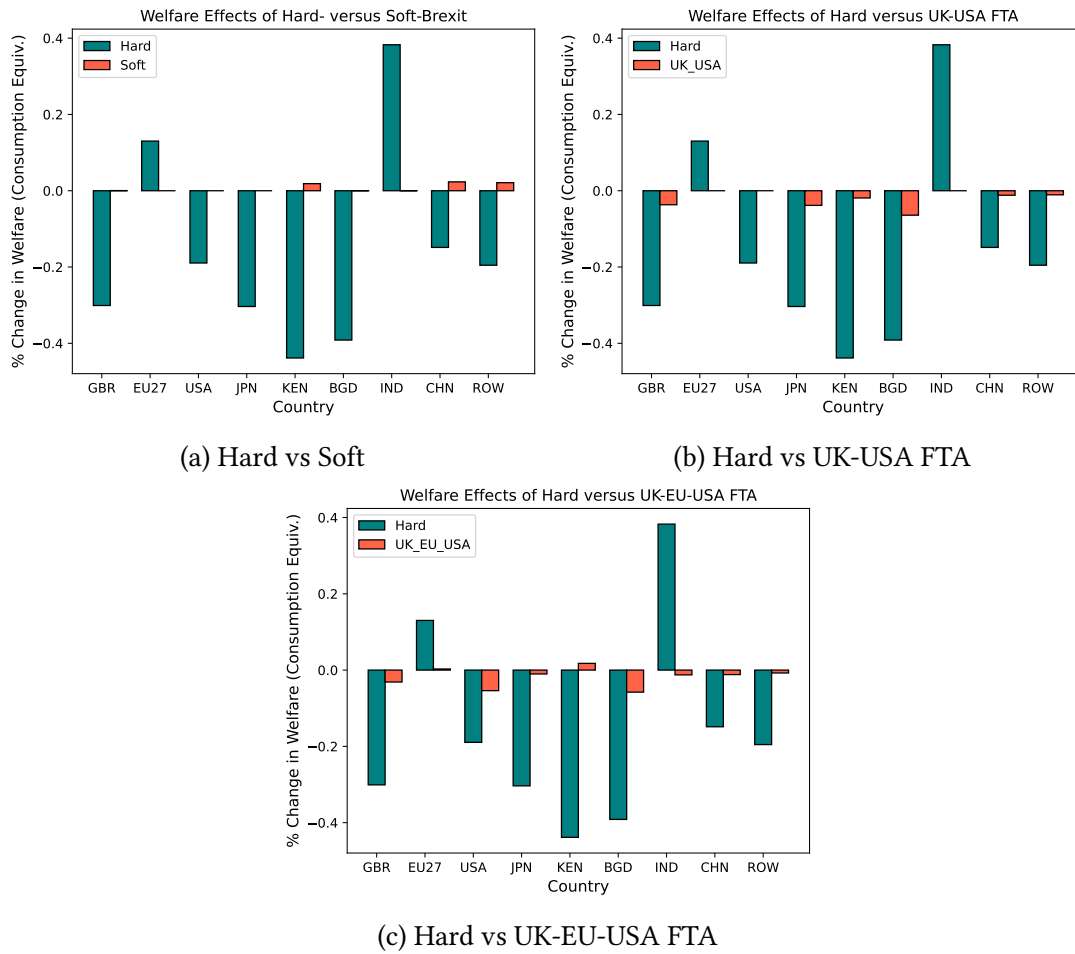 Welfare Effects of Hard- versus Soft-Brexit
Hard
Soft
% Change in Welfare (Consumption Equiv.)
0.4
0.2
0.0
−0.2
−0.4
GBR EU27 USA JPN KEN BGD IND CHN ROW
Country
(a) Hard vs Soft
Welfare Effects of Hard versus UK-USA FTA
Hard
UK_USA
% Change in Welfare (Consumption Equiv.)
0.4
0.2
0.0
−0.2
−0.4
GBR EU27 USA JPN KEN BGD IND CHN ROW
Country
(b) Hard vs UK-USA FTA
Welfare Effects of Hard versus UK-EU-USA FTA
Hard
UK_EU_USA
% Change in Welfare (Consumption Equiv.)
0.4
0.2
0.0
−0.2
−0.4
GBR EU27 USA JPN KEN BGD IND CHN ROW
Country
(c) Hard vs UK-EU-USA FTA